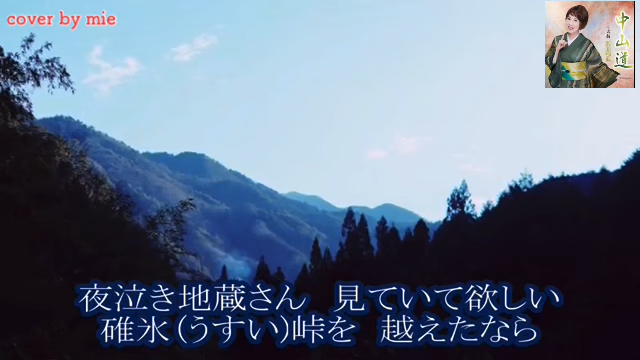 cover by mie
中山道
夜泣き地蔵さん　見ていて欲しい
碓氷(うすい)峠を　越えたなら